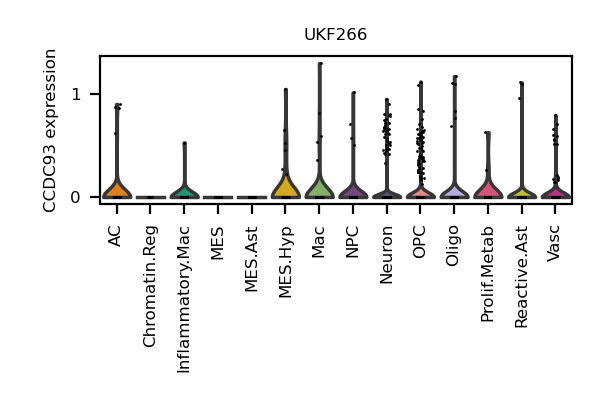 UKF266
CCDC93 expression
1
0
AC
Chromatin.Reg
Inflammatory.Mac
MES
MES.Ast
MES.Hyp
Mac
NPC
Neuron
OPC
Oligo
Prolif.Metab
Reactive.Ast
Vasc